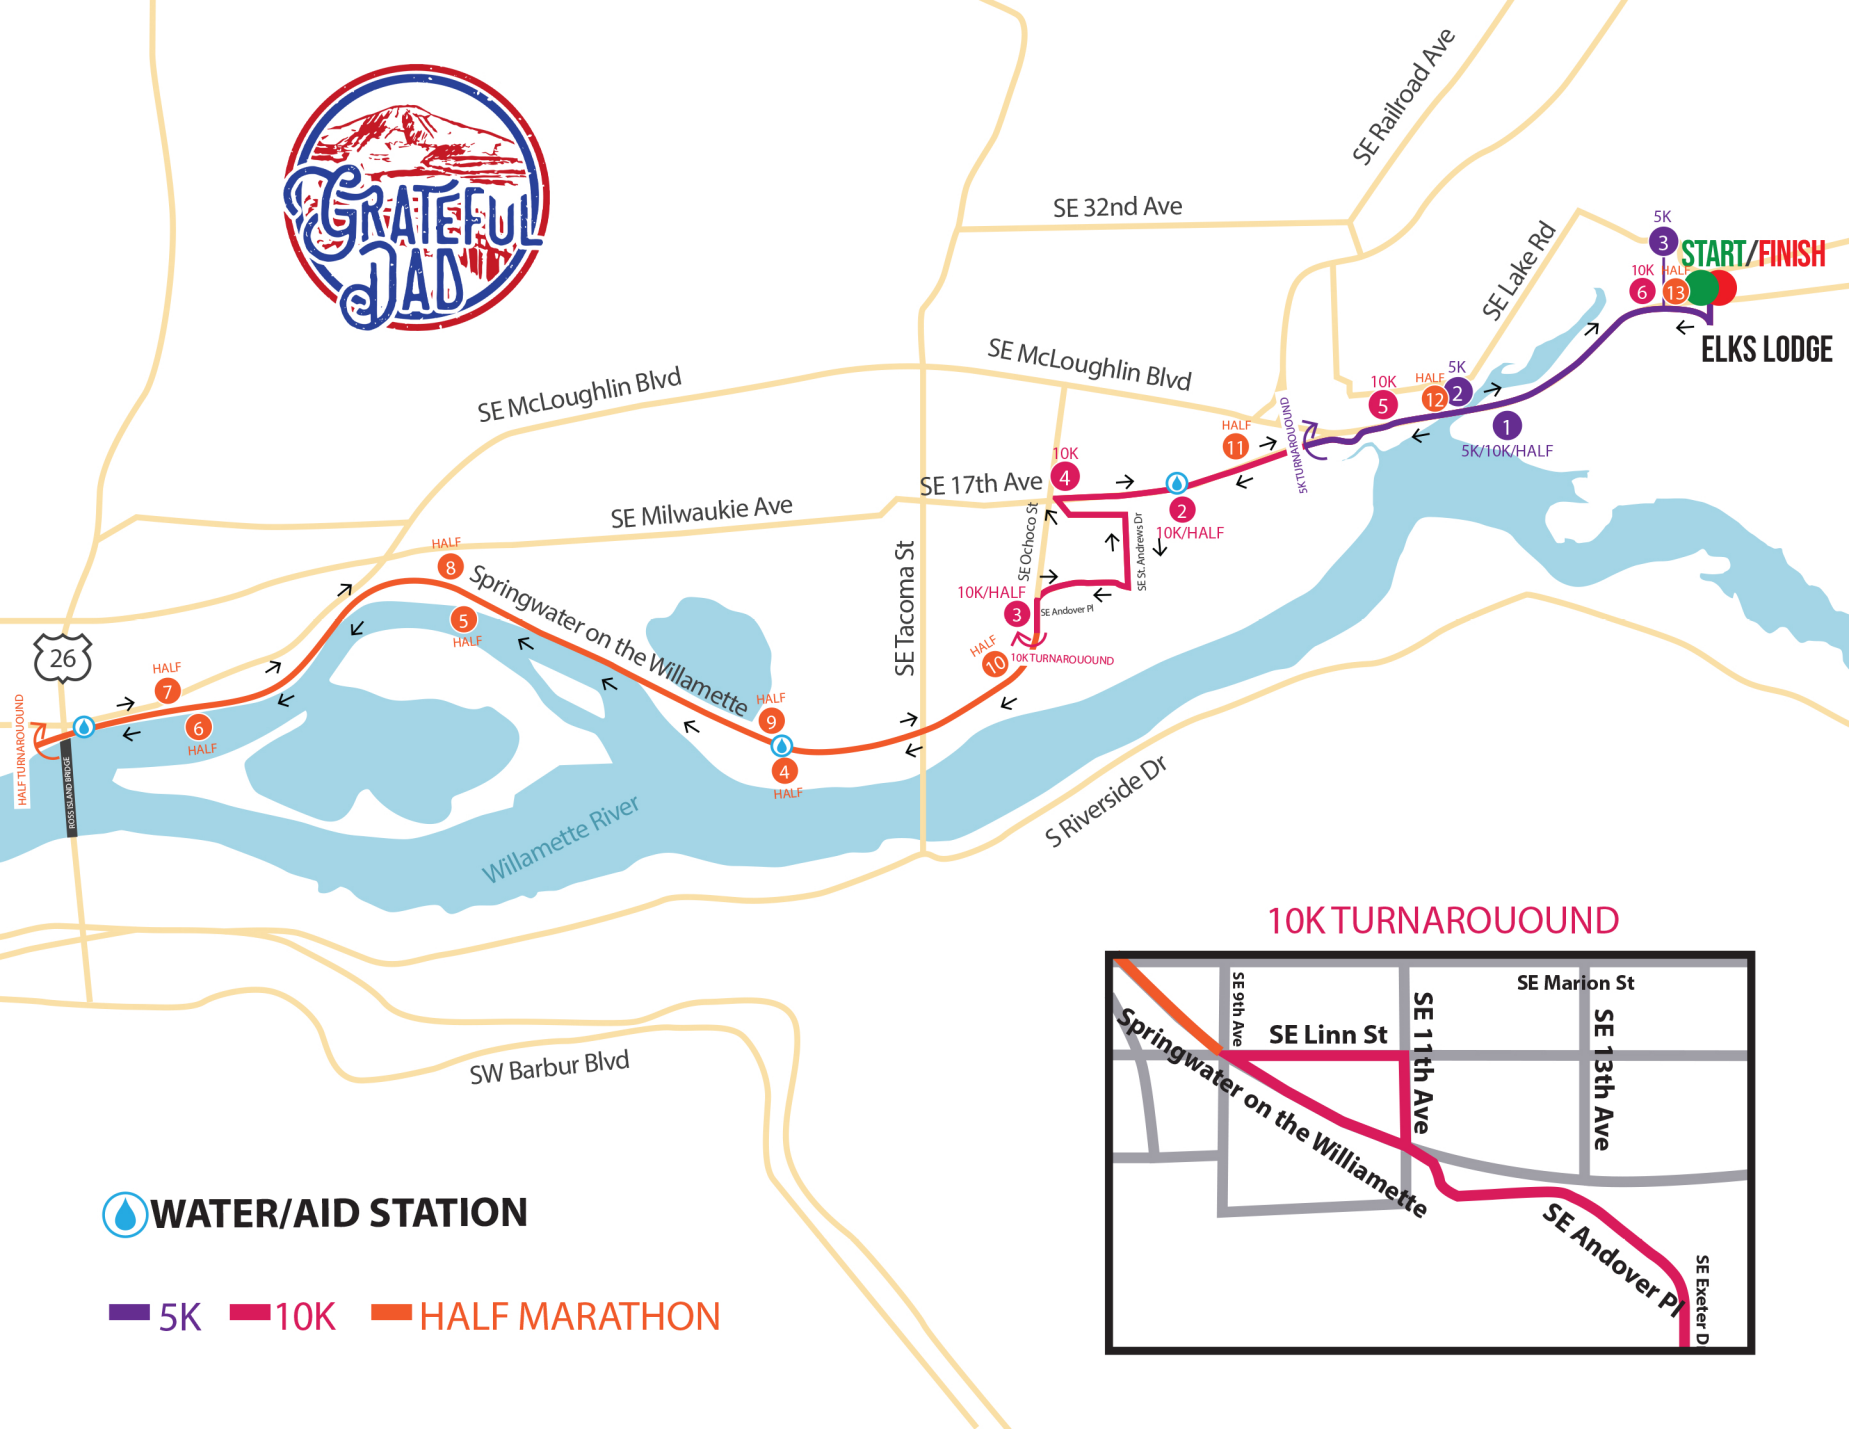 GRATEFUL
DAD
SE Railroad Ave
SE 32nd Ave
SE Lake Rd
5K
3
START/FINISH
10K
6
HALF
13
ELKS LODGE
SE McLoughlin Blvd
SE McLoughlin Blvd
10K
5
HALF
12
5K
2
1
5K/10K/HALF
5K TURNAROUOUND
HALF
11
10K
4
SE 17th Ave
2
10K/HALF
SE Milwaukie Ave
SE Ochoco St
SE St. Andrews Dr
SE Tacoma St
10K/HALF
3
SE Andover Pl
HALF
10
10K TURNAROUOUND
HALF
8
Springwater on the Willamette
5
HALF
26
HALF
7
6
HALF
HALF TURNAROUOUND
ROSS ISLAND BRIDGE
HALF
9
4
HALF
Willamette River
S Riverside Dr
SW Barbur Blvd
10K TURNAROUOUND
SE Marion St
SE 9th Ave
SE Linn St
SE 11th Ave
SE 13th Ave
Springwater on the Williamette
SE Andover Pl
SE Exeter D
WATER/AID STATION
5K
10K
HALF MARATHON